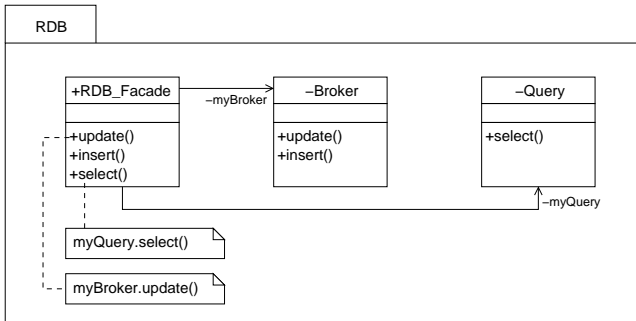 RDB
+RDB_Facade
+update()
+insert()
+select()
–myBroker
–Broker
+update()
+insert()
–Query
+select()
–myQuery
myQuery.select()
myBroker.update()